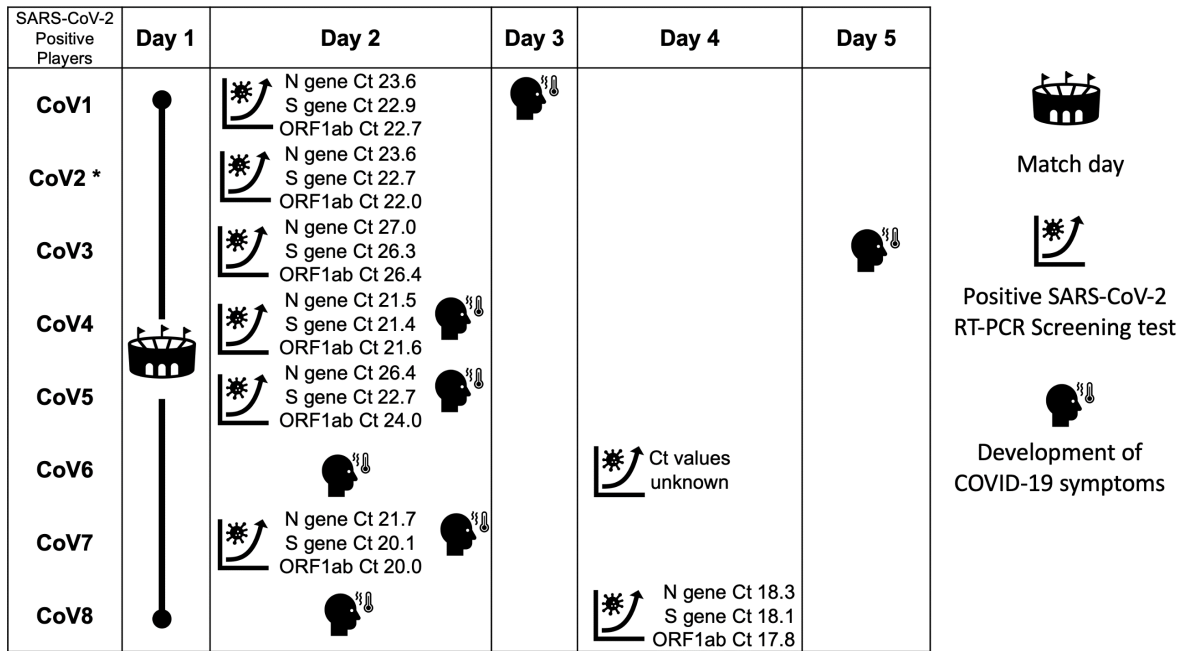 SARS-CoV-2
Positive
Players
Day 1
Day 2
Day 3
Day 4
Day 5
CoV1
N gene Ct 23.6
S gene Ct 22.9
ORF1ab Ct 22.7
CoV2 *
N gene Ct 23.6
S gene Ct 22.7
ORF1ab Ct 22.0
CoV3
N gene Ct 27.0
S gene Ct 26.3
ORF1ab Ct 26.4
CoV4
N gene Ct 21.5
S gene Ct 21.4
ORF1ab Ct 21.6
CoV5
N gene Ct 26.4
S gene Ct 22.7
ORF1ab Ct 24.0
CoV6
Ct values
unknown
CoV7
N gene Ct 21.7
S gene Ct 20.1
ORF1ab Ct 20.0
CoV8
N gene Ct 18.3
S gene Ct 18.1
ORF1ab Ct 17.8
Match day
Positive SARS-CoV-2
RT-PCR Screening test
Development of
COVID-19 symptoms